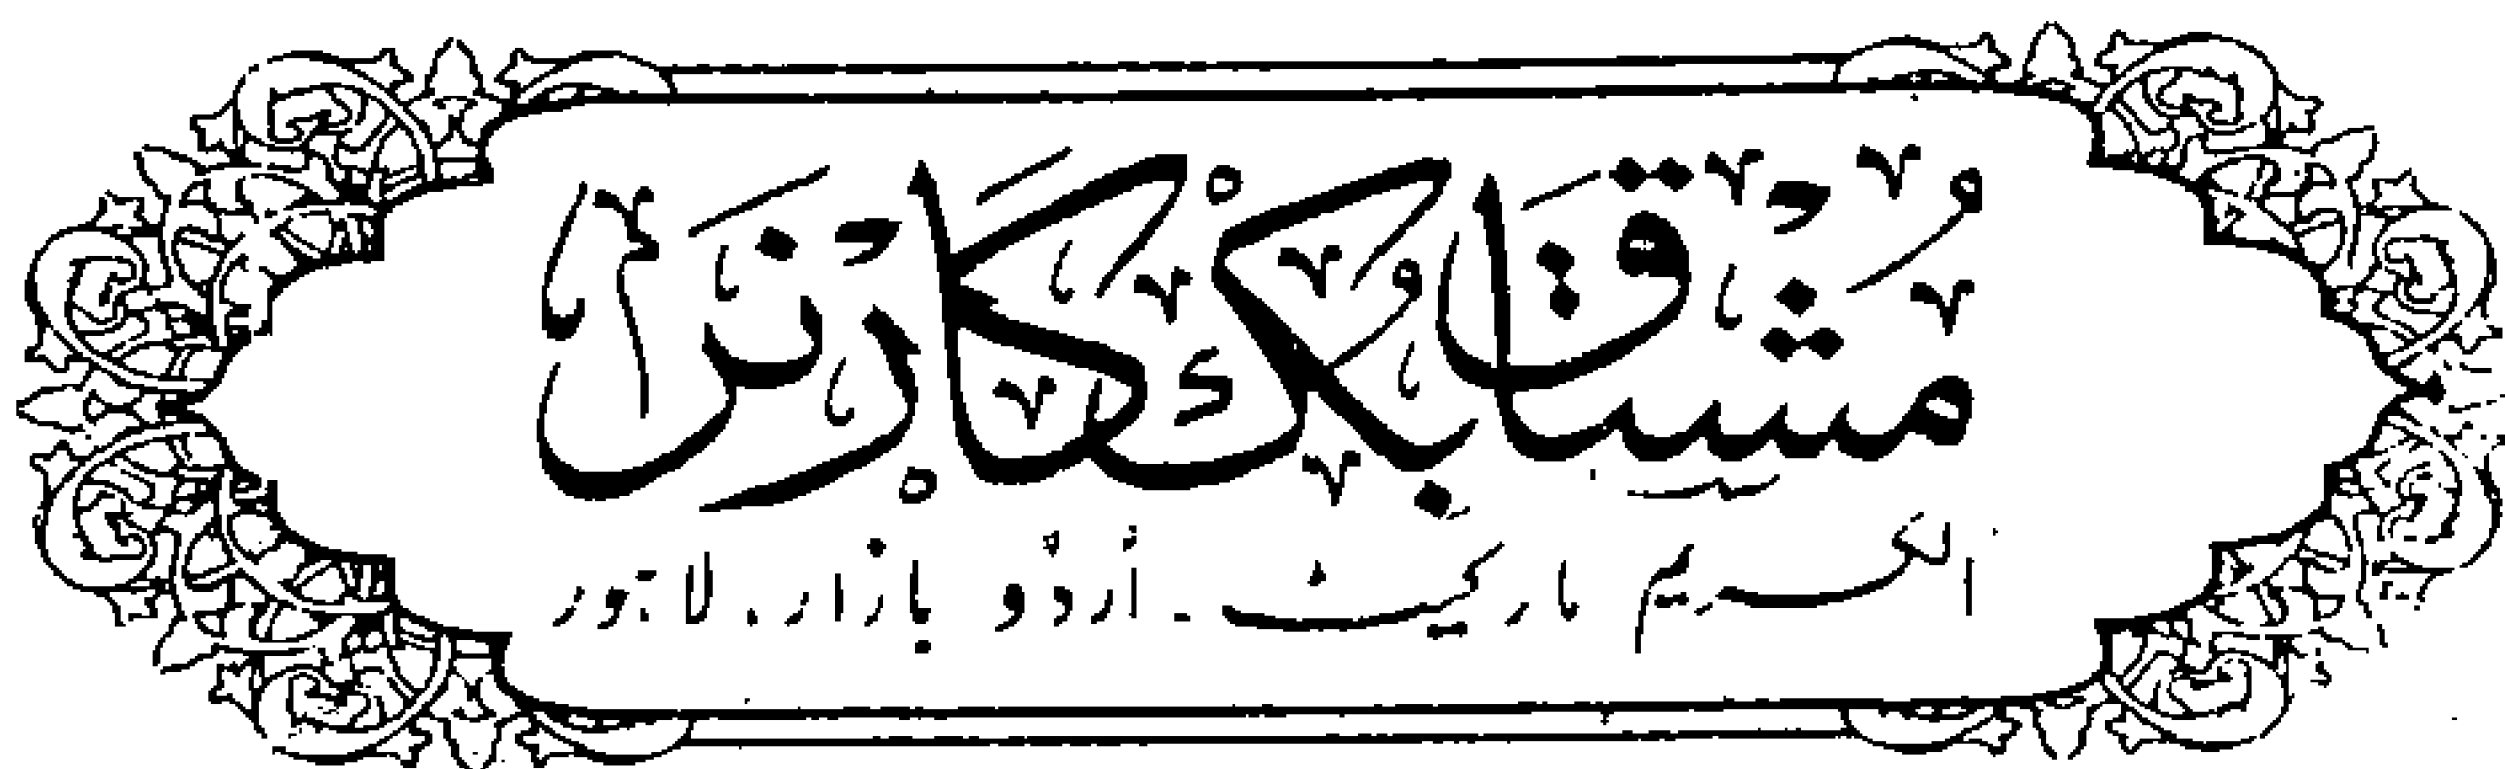 مشتاق بک کارنر
الکریم مارکیٹ ۔ اردو بازار ۔ لاہور